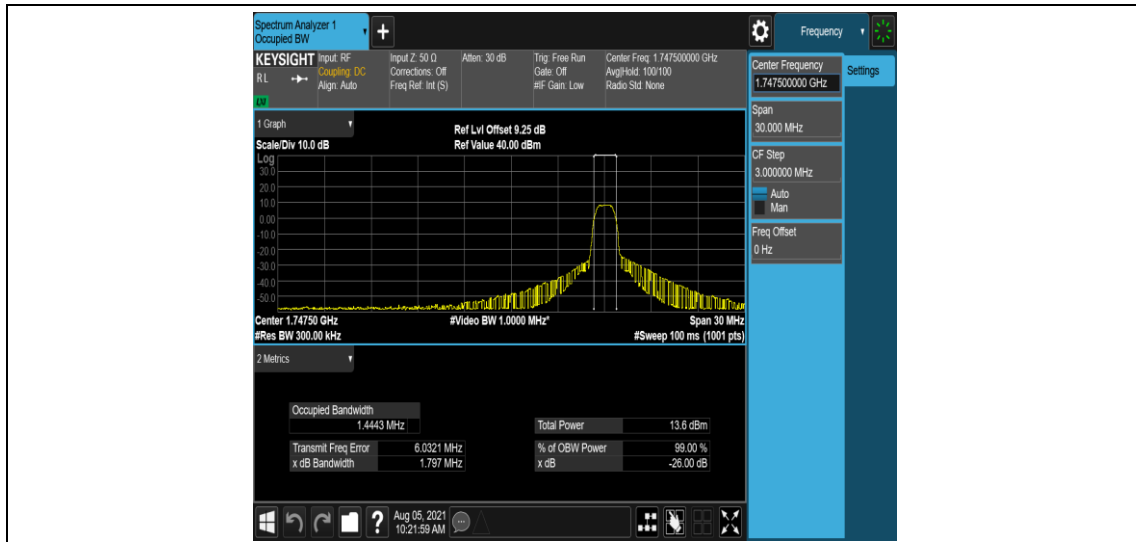 Spectrum Analyzer 1
Occupied BW
+
Frequency
KEYSIGHT
RL
LXI
Input: RF
Coupling: DC
Align: Auto
Input Z: 50 Ω
Corrections: Off
Freq Ref: Int (S)
Atten: 30 dB
Trig: Free Run
Gate: Off
#IF Gain: Low
Center Freq: 1.747500000 GHz
Avg|Hold: 100/100
Radio Std: None
Center Frequency
1.747500000 GHz
Settings
Span
30.000 MHz
CF Step
3.000000 MHz
Auto
Man
Freq Offset
0 Hz
1 Graph
Scale/Div 10.0 dB
Ref Lvl Offset 9.25 dB
Ref Value 40.00 dBm
Log
30.0
20.0
10.0
0.00
-10.0
-20.0
-30.0
-40.0
-50.0
Center 1.74750 GHz
#Video BW 1.0000 MHz*
Span 30 MHz
#Res BW 300.00 kHz
#Sweep 100 ms (1001 pts)
2 Metrics
Occupied Bandwidth
1.4443 MHz
Total Power 13.6 dBm
Transmit Freq Error 6.0321 MHz
% of OBW Power 99.00 %
x dB Bandwidth 1.797 MHz
x dB -26.00 dB
?
Aug 05, 2021
10:21:59 AM